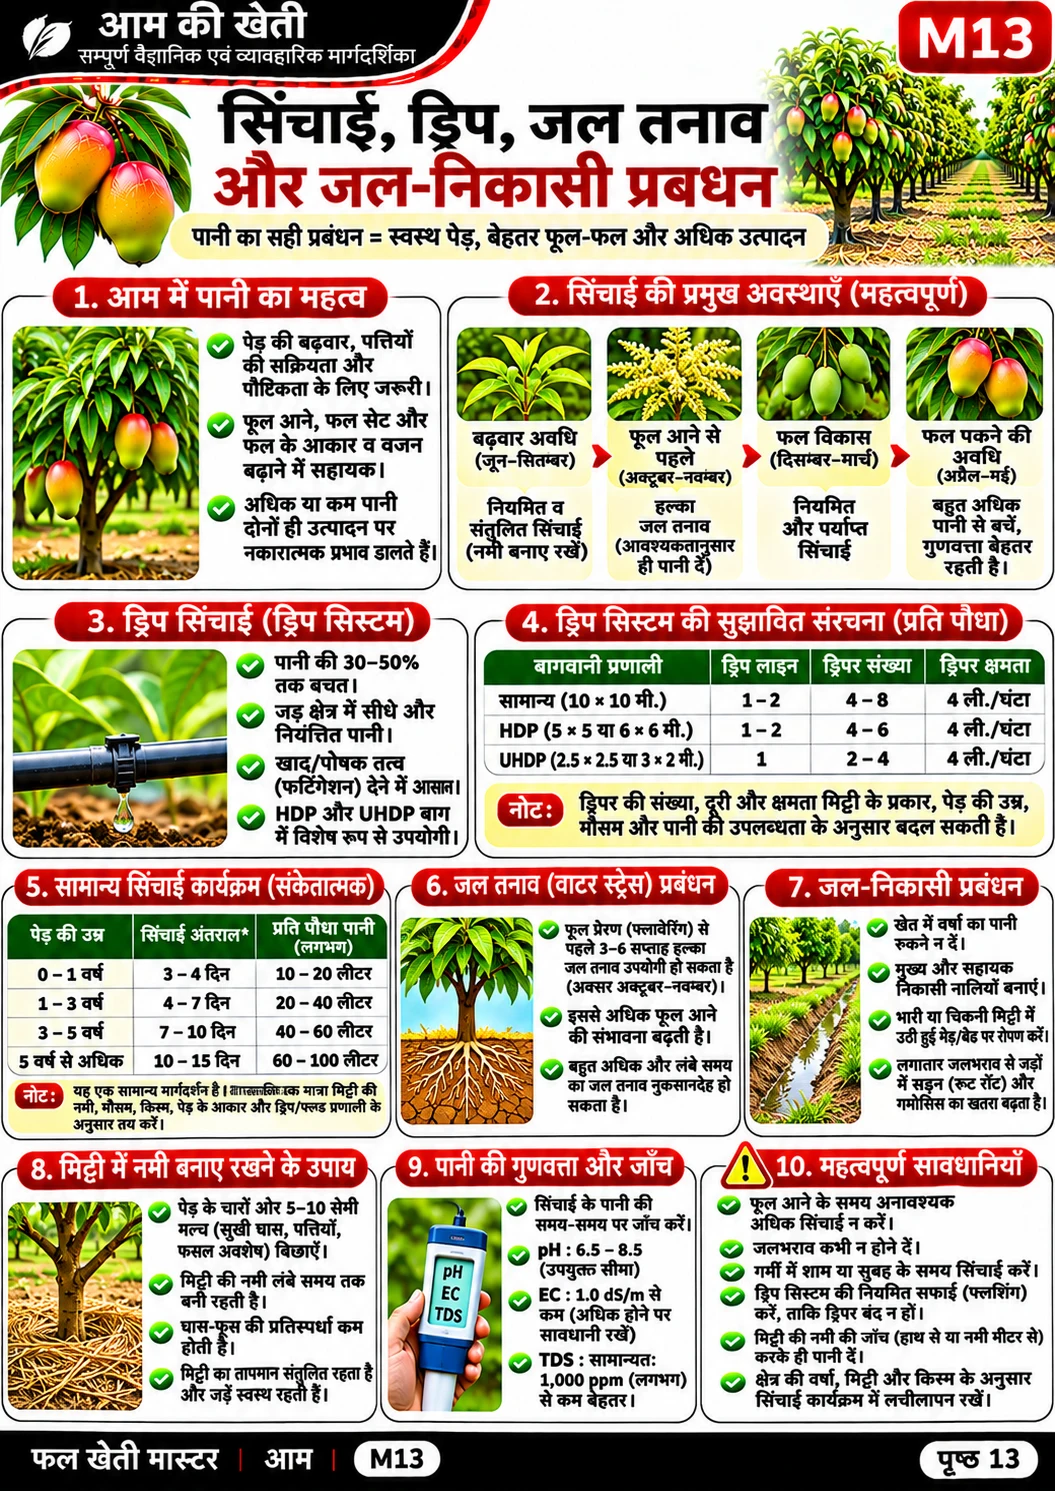 आम की खेती
सम्पूर्ण वैज्ञानिक एवं व्यावहारिक मार्गदर्शिका
M13
सिंचाई, ड्रिप, जल तनाव
और जल-निकासी प्रबधन
पानी का सही प्रबंधन = स्वस्थ पेड़, बेहतर फूल-फल और अधिक उत्पादन
1. आम में पानी का महत्व
पेड़ की बढ़वार, पत्तियों
की सक्रियता और
पौष्टिकता के लिए जरूरी।
फूल आने, फल सेट और
फल के आकार व वजन
बढ़ाने में सहायक।
अधिक या कम पानी
दोनों ही उत्पादन पर
नकारात्मक प्रभाव डालते हैं।
2. सिंचाई की प्रमुख अवस्थाएँ (महत्वपूर्ण)
बढ़वार अवधि
(जून–सितम्बर)
नियमित व
संतुलित सिंचाई
(नमी बनाए रखें)
फूल आने से
पहले
(अक्टूबर–नवम्बर)
हल्का
जल तनाव
(आवश्यकतानुसार
ही पानी दें)
फल विकास
(दिसम्बर–मार्च)
नियमित
और पर्याप्त
सिंचाई
फल पकने की
अवधि
(अप्रैल–मई)
बहुत अधिक
पानी से बचें,
गुणवत्ता बेहतर
रहती है।
3. ड्रिप सिंचाई (ड्रिप सिस्टम)
पानी की 30–50%
तक बचत।
जड़ क्षेत्र में सीधे और
नियंत्तित पानी।
खाद/पोषक तत्व
(फर्टिगेशन) देने में आसान।
HDP और UHDP बाग
में विशेष रूप से उपयोगी।
4. ड्रिप सिस्टम की सुझावित संरचना (प्रति पौधा)
बागवानी प्रणाली ड्रिप लाइन ड्रिपर संख्या ड्रिपर क्षमता
सामान्य (10 × 10 मी.) 1 – 2 4 – 8 4 ली./घंटा
HDP (5 × 5 या 6 × 6 मी.) 1 – 2 4 – 6 4 ली./घंटा
UHDP (2.5 × 2.5 या 3 × 2 मी.) 1 2 – 4 4 ली./घंटा
नोट: ड्रिपर की संख्या, दूरी और क्षमता मिट्टी के प्रकार, पेड़ की उम्र,
मौसम और पानी की उपलब्धता के अनुसार बदल सकती हैं।
5. सामान्य सिंचाई कार्यक्रम (संकेतात्मक)
पेड़ की उम्र सिंचाई अंतराल* प्रति पौधा पानी
(लगभग)
0 – 1 वर्ष 3 – 4 दिन 10 – 20 लीटर
1 – 3 वर्ष 4 – 7 दिन 20 – 40 लीटर
3 – 5 वर्ष 7 – 10 दिन 40 – 60 लीटर
5 वर्ष से अधिक 10 – 15 दिन 60 – 100 लीटर
नोट: यह एक सामान्य मार्गदर्शन है। मात्रा मिट्टी की
नमी, मौसम, किस्म, पेड़ के आकार और ड्रिप/फ्लड प्रणाली के
अनुसार तय करें।
6. जल तनाव (वाटर स्ट्रेस) प्रबंधन
फूल प्रेरण (फ्लावेरिंग) से
पहले 3–6 सप्ताह हल्का
जल तनाव उपयोगी हो सकता है
(अक्सर अक्टूबर–नवम्बर)।
इससे अधिक फूल आने
की संभावना बढ़ती है।
बहुत अधिक और लंबे समय
का जल तनाव नुकसानदेह हो
सकता है।
7. जल-निकासी प्रबंधन
खेत में वर्षा का पानी
रुकने न दें।
मुख्य और सहायक
निकासी नालियाँ बनाएं।
भारी या चिकनी मिट्टी में
उठी हुई मेड़/बेड पर रोपण करें।
लगातार जलभराव से जड़ों
में सड़न (रूट रॉट) और
गमोसिस का खतरा बढ़ता है।
8. मिट्टी में नमी बनाए रखने के उपाय
पेड़ के चारों ओर 5–10 सेमी
मल्च (सुखी घास, पत्तियाँ,
फसल अवशेष) बिछाएँ।
मिट्टी की नमी लंबे समय तक
बनी रहती है।
घास-फूस की प्रतिस्पर्धा कम
होती है।
मिट्टी का तापमान संतुलित रहता है
और जड़ें स्वस्थ रहती हैं।
9. पानी की गुणवत्ता और जाँच
pH
EC
TDS
सिंचाई के पानी की
समय-समय पर जाँच करें।
pH : 6.5 – 8.5
(उपयुक्त सीमा)
EC : 1.0 dS/m से
कम (अधिक होने पर
सावधानी रखें)
TDS : सामान्यतः
1,000 ppm (लगभग)
से कम बेहतर।
10. महत्वपूर्ण सावधानियाँ
फूल आने के समय अनावश्यक
अधिक सिंचाई न करें।
जलभराव कभी न होने दें।
गर्मी में शाम या सुबह के समय सिंचाई करें।
ड्रिप सिस्टम की नियमित सफाई (फ्लशिंग)
करें, ताकि ड्रिपर बंद न हों।
मिट्टी की नमी की जाँच (हाथ से या नमी मीटर से)
करके ही पानी दें।
क्षेत्र की वर्षा, मिट्टी और किस्म के अनुसार
सिंचाई कार्यक्रम में लचीलापन रखें।
फल खेती मास्टर | आम | M13
पृष्ठ 13